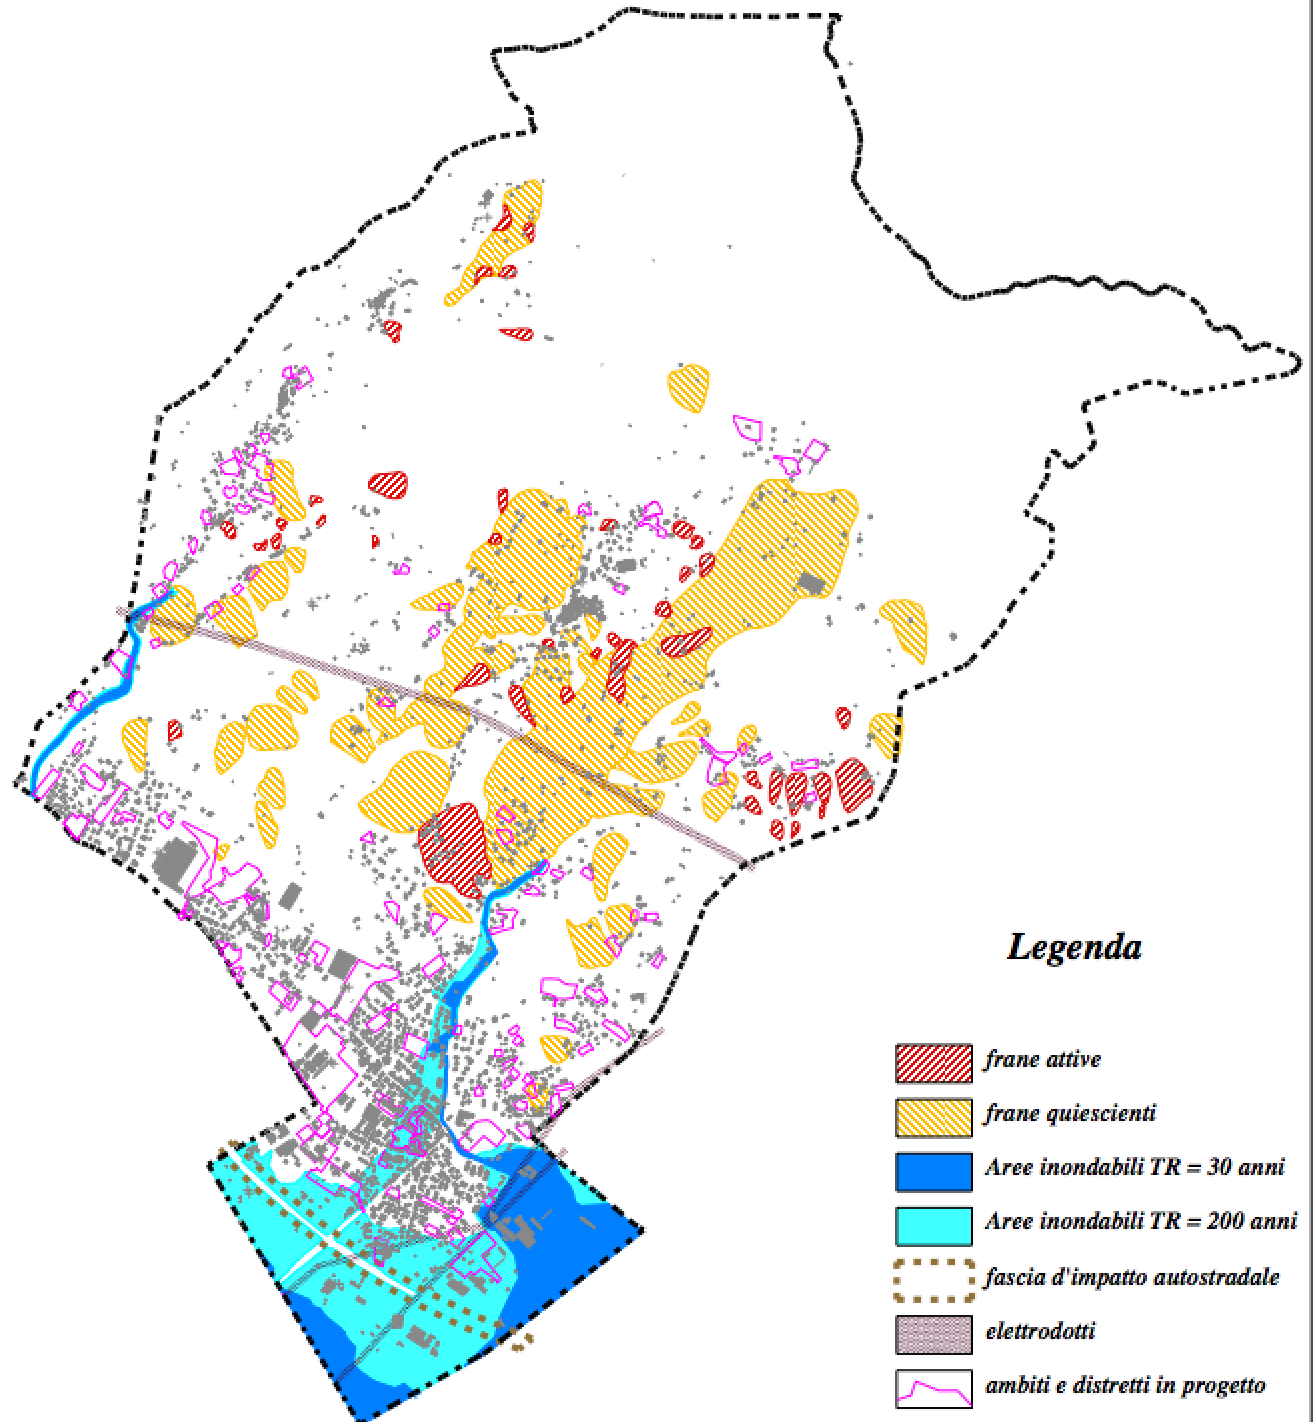 Legenda
frane attive
frane quiescienti
Aree inondabili TR = 30 anni
Aree inondabili TR = 200 anni
fascia d'impatto autostradale
elettrodotti
ambiti e distretti in progetto